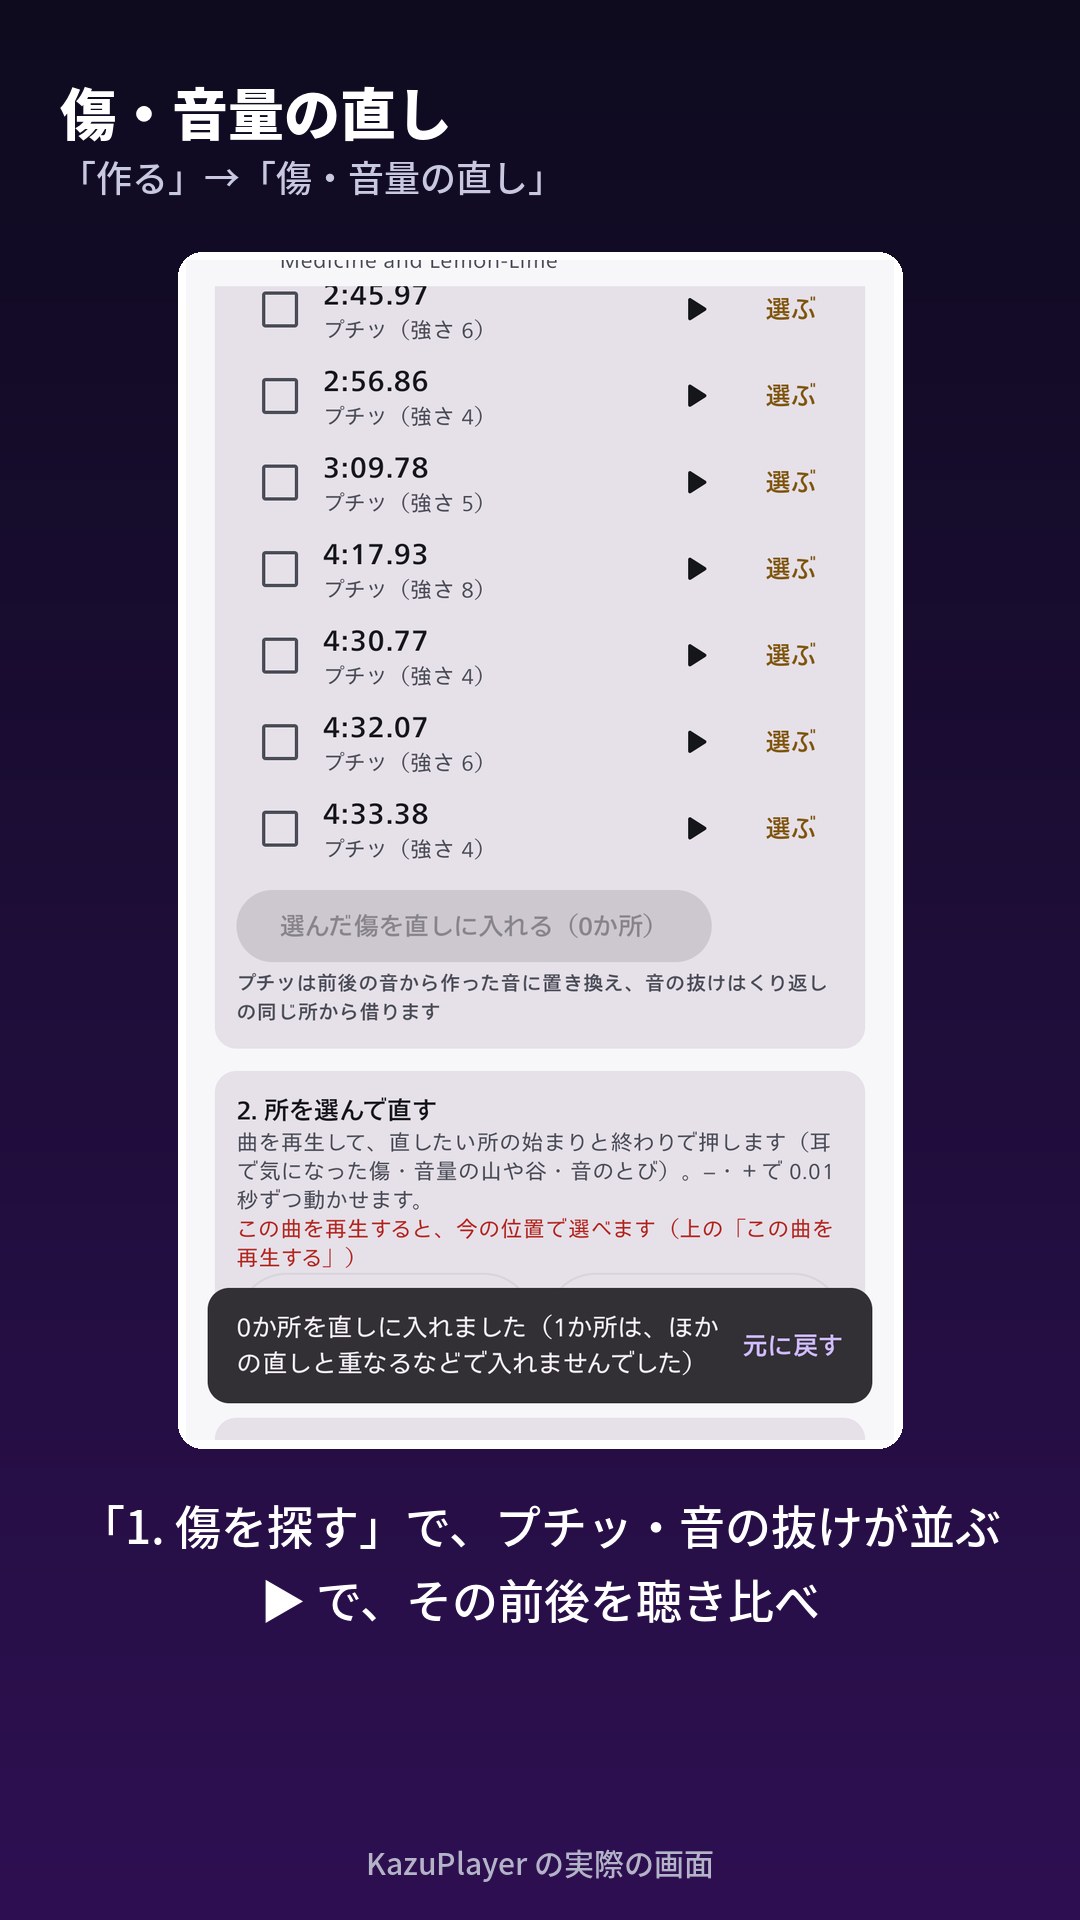 傷・音量の直し
「作る」→「傷・音量の直し」
Medicine and Lemon-Lime
2:45.97
プチッ（強さ 6）
選ぶ
2:56.86
プチッ（強さ 4）
選ぶ
3:09.78
プチッ（強さ 5）
選ぶ
4:17.93
プチッ（強さ 8）
選ぶ
4:30.77
プチッ（強さ 4）
選ぶ
4:32.07
プチッ（強さ 6）
選ぶ
4:33.38
プチッ（強さ 4）
選ぶ
選んだ傷を直しに入れる（0か所）
プチッは前後の音から作った音に置き換え、音の抜けはくり返し
の同じ所から借ります
2. 所を選んで直す
曲を再生して、直したい所の始まりと終わりで押します（耳
で気になった傷・音量の山や谷・音のとび）。−・＋で 0.01
秒ずつ動かせます。
この曲を再生すると、今の位置で選べます（上の「この曲を
再生する」）
0か所を直しに入れました（1か所は、ほか
の直しと重なるなどで入れませんでした）
元に戻す
「1. 傷を探す」で、プチッ・音の抜けが並ぶ
▶ で、その前後を聴き比べ
KazuPlayer の実際の画面